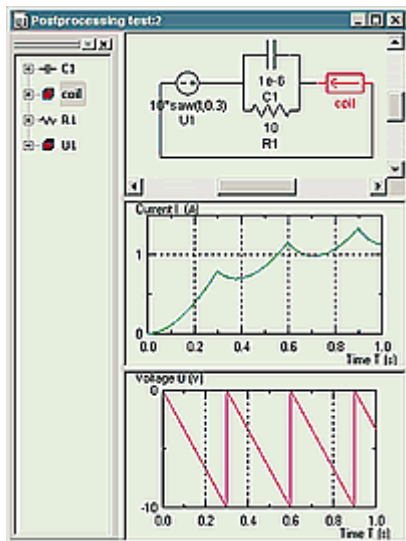 Postprocessing test:2
C1
coil
R1
U1
1e-6
C1
10
R1
10*saw(t,0.3)
U1
coil
Current I (A)
1
0
0.0 0.2 0.4 0.6 0.8 1.0
Time T (s)
Voltage U (V)
0
-10
0.0 0.2 0.4 0.6 0.8 1.0
Time T (s)